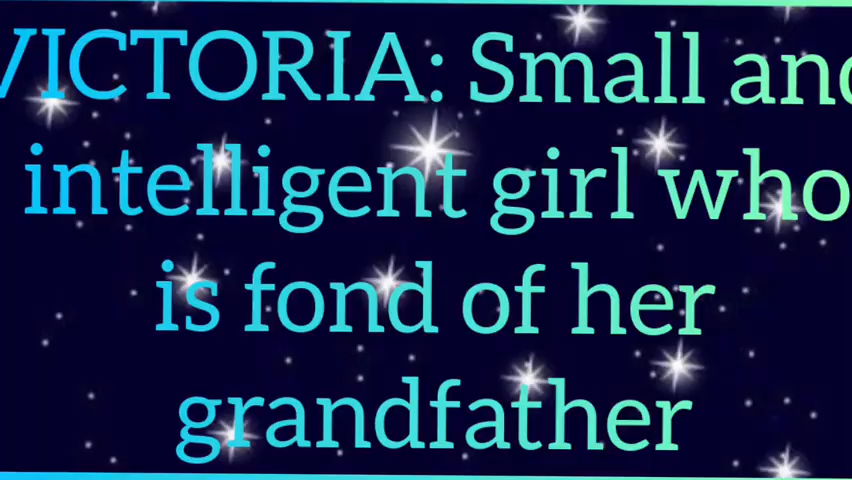 VICTORIA: Small and
intelligent girl who
is fond of her
grandfather